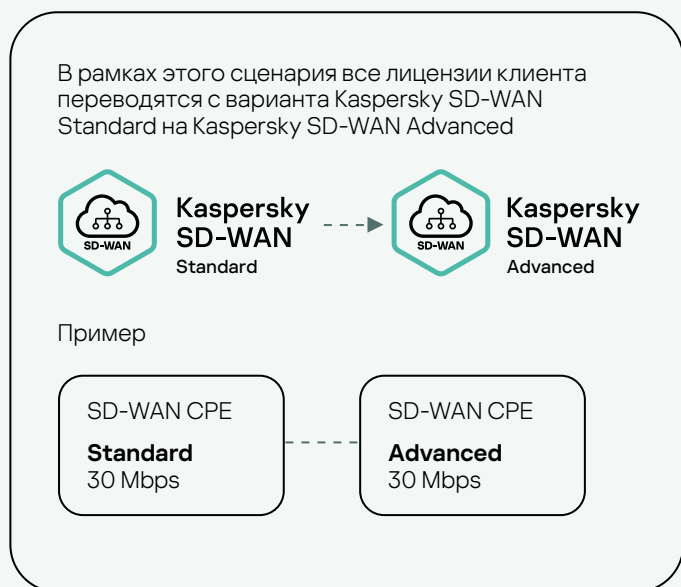 В рамках этого сценария все лицензии клиента
переводятся с варианта Kaspersky SD-WAN
Standard на Kaspersky SD-WAN Advanced
SD-WAN
Kaspersky
SD-WAN
Standard
SD-WAN
Kaspersky
SD-WAN
Advanced
Пример
SD-WAN CPE
Standard
30 Mbps
SD-WAN CPE
Advanced
30 Mbps